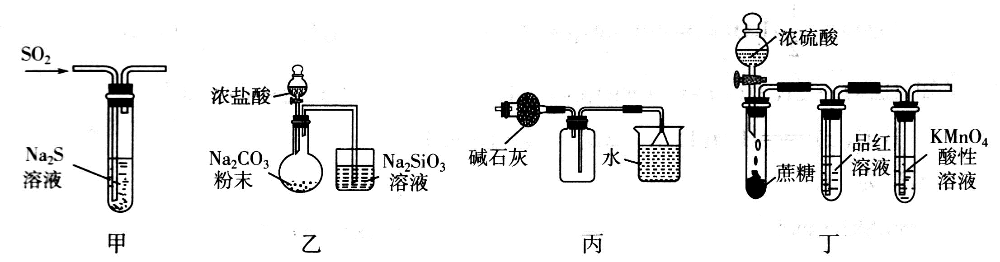 SO₂
Na₂S
溶液
甲
浓盐酸
Na₂CO₃
粉末
Na₂SiO₃
溶液
乙
碱石灰
水
丙
浓硫酸
蔗糖
品红
溶液
KMnO₄
酸性
溶液
丁